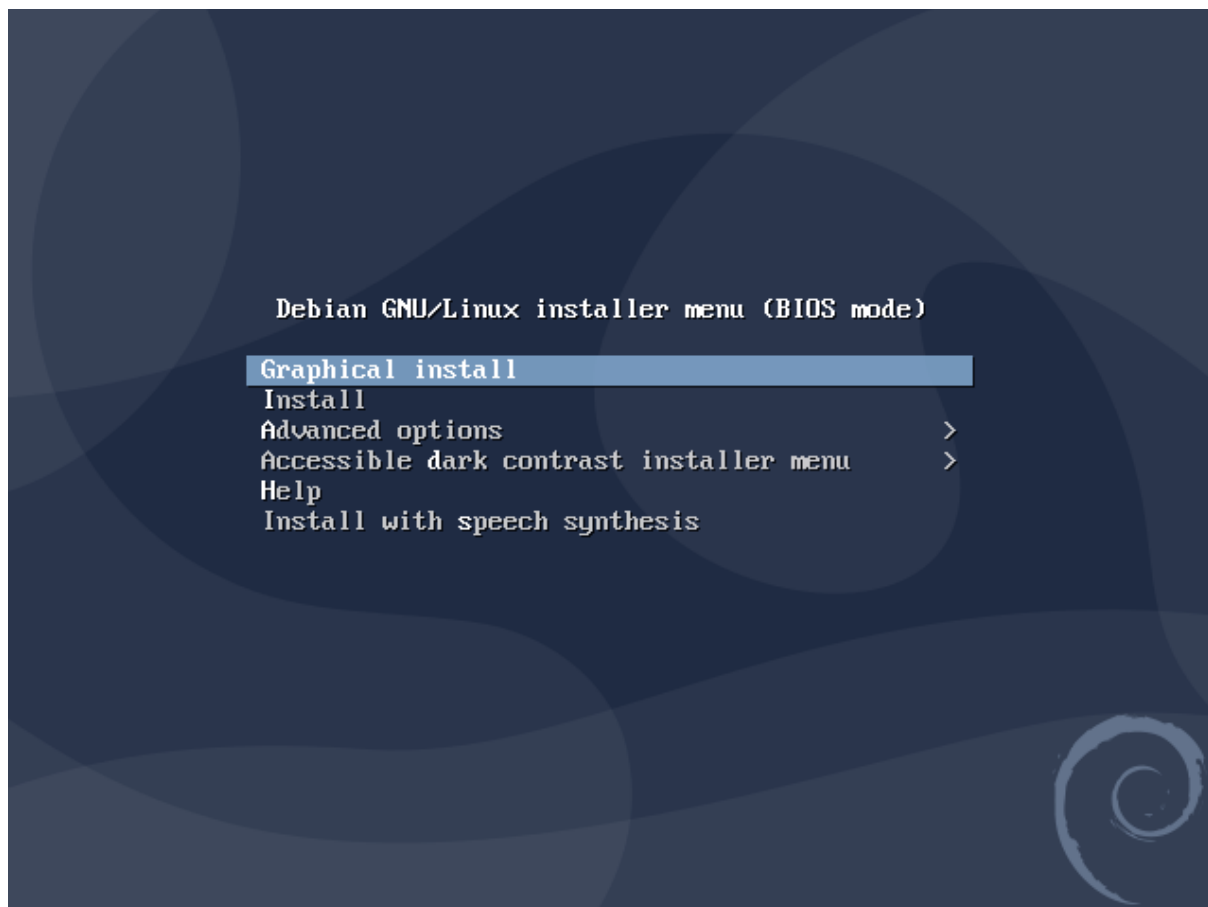 Debian GNU/Linux installer menu (BIOS mode)
Graphical install
Install
Advanced options >
Accessible dark contrast installer menu >
Help
Install with speech synthesis